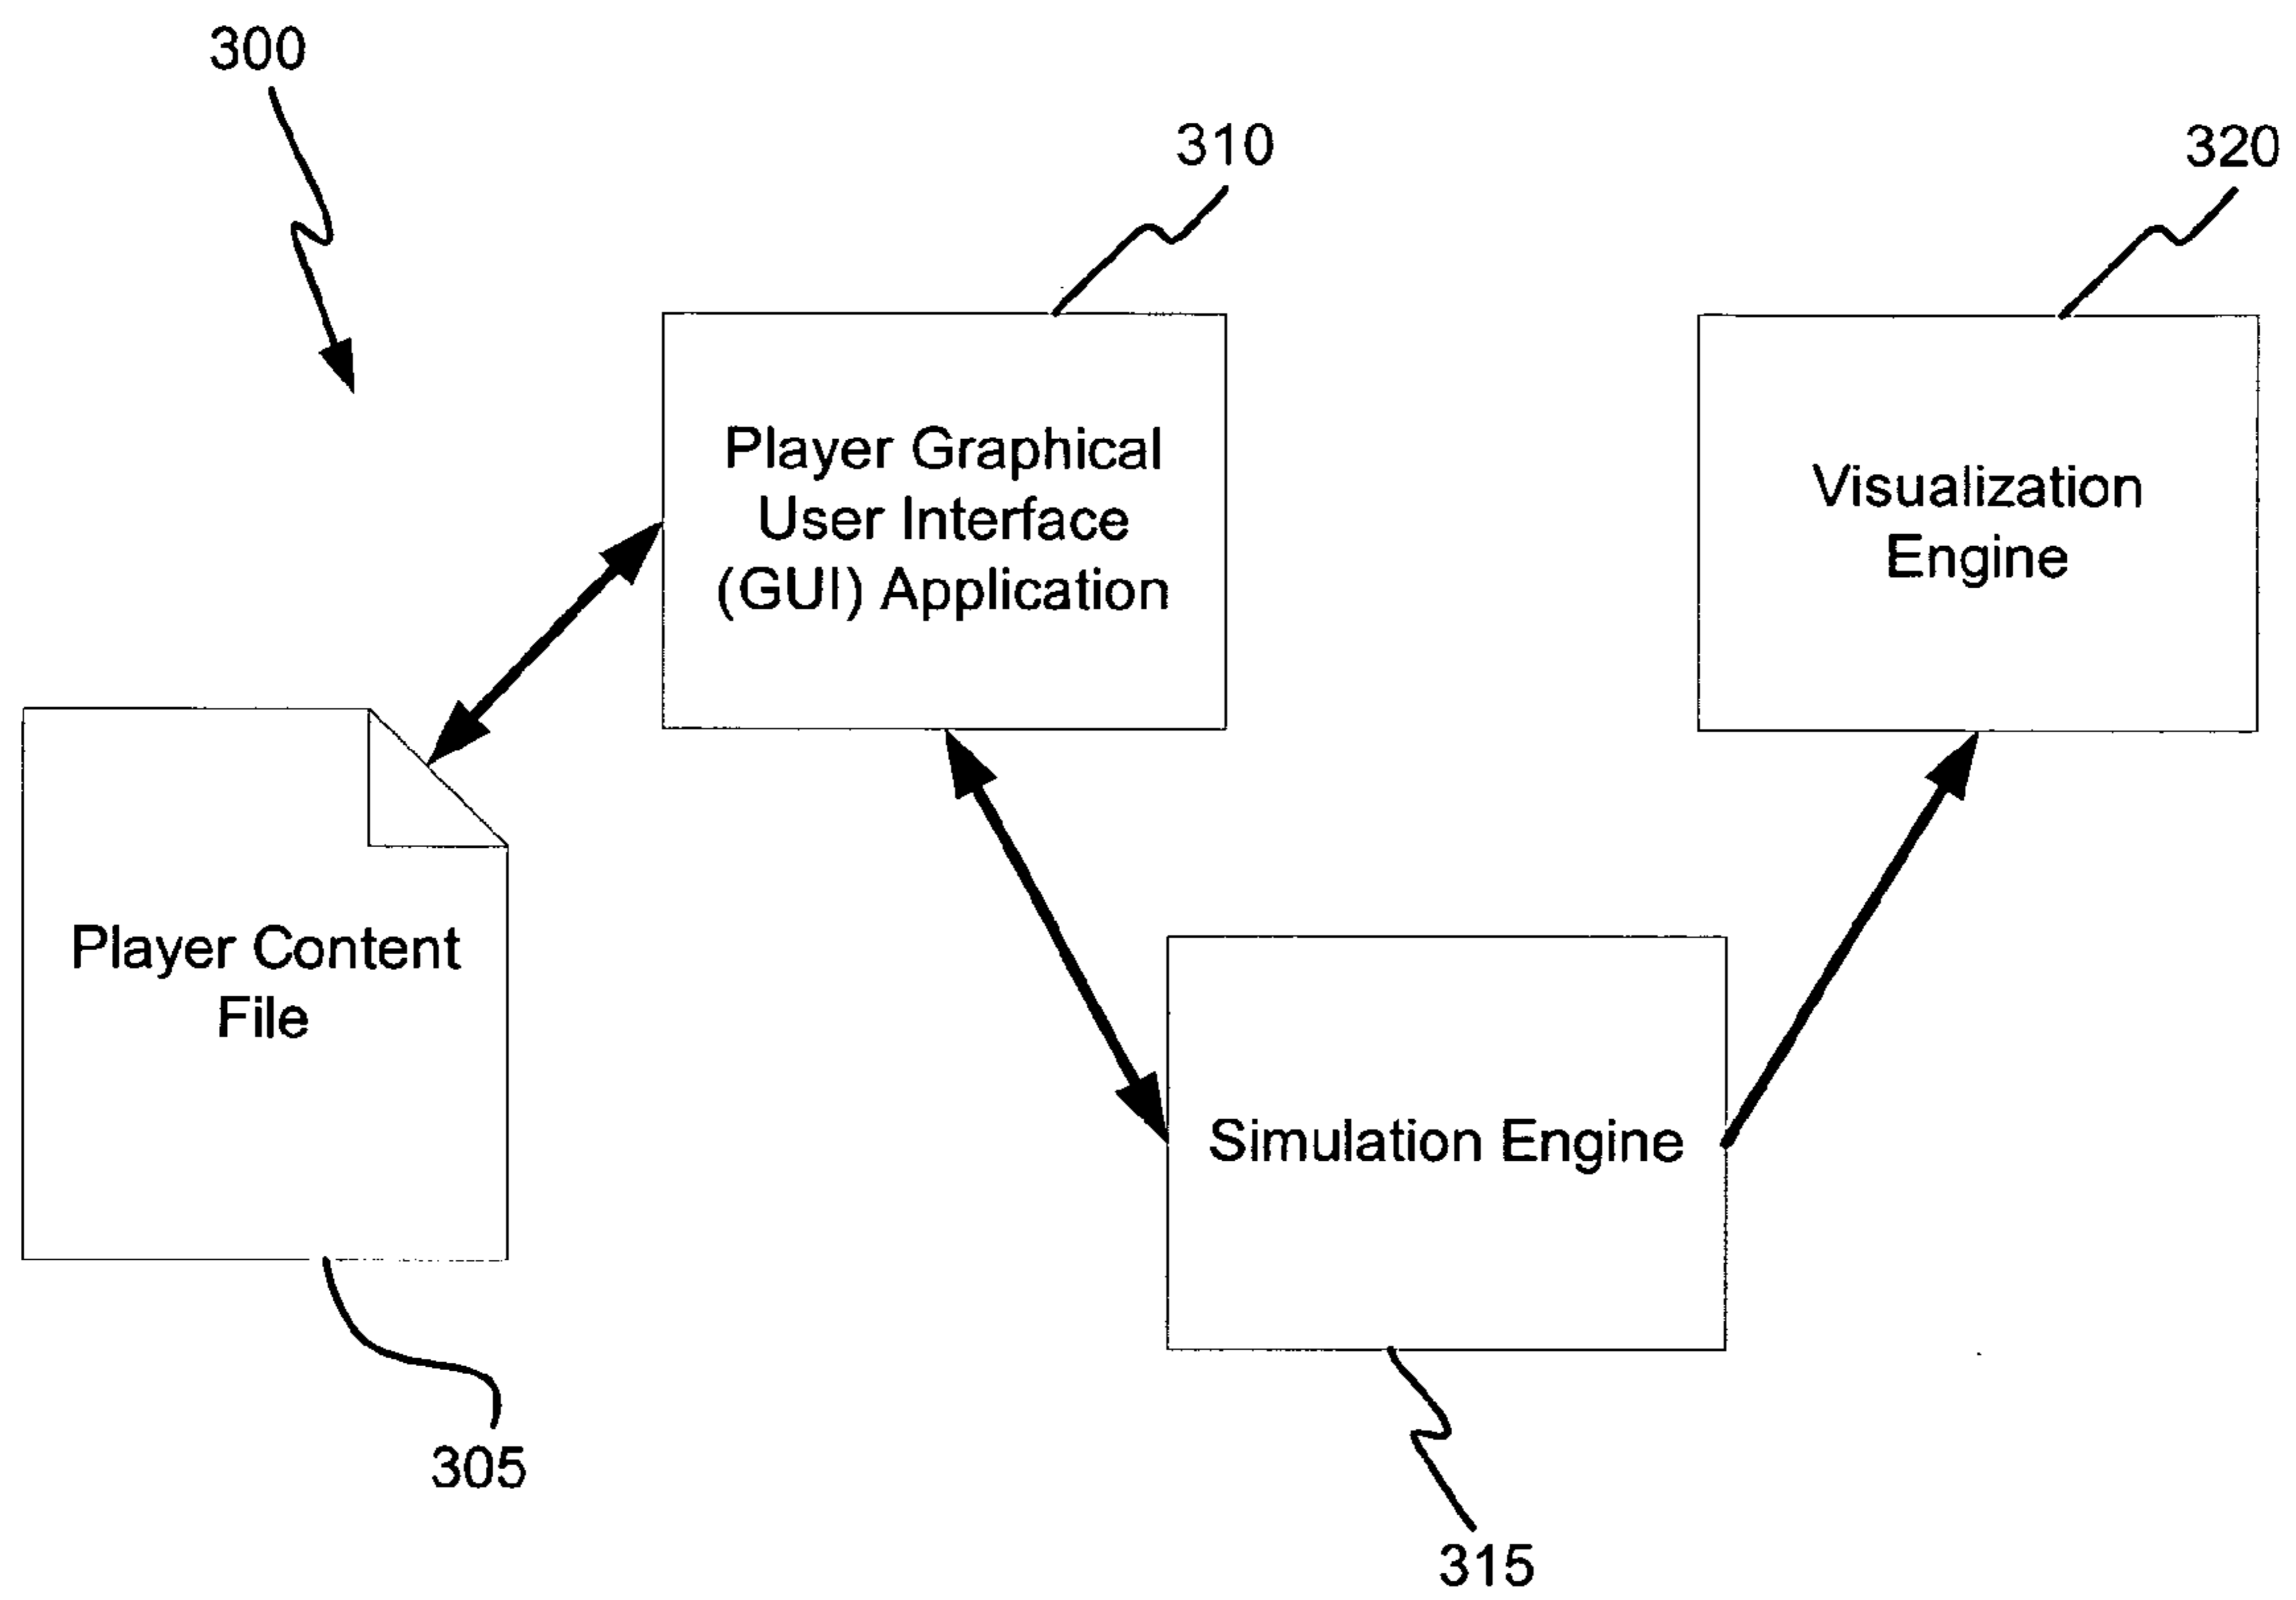 300
310
320
Player Graphical
User Interface
(GUI) Application
Visualization
Engine
Player Content
File
Simulation Engine
305
315